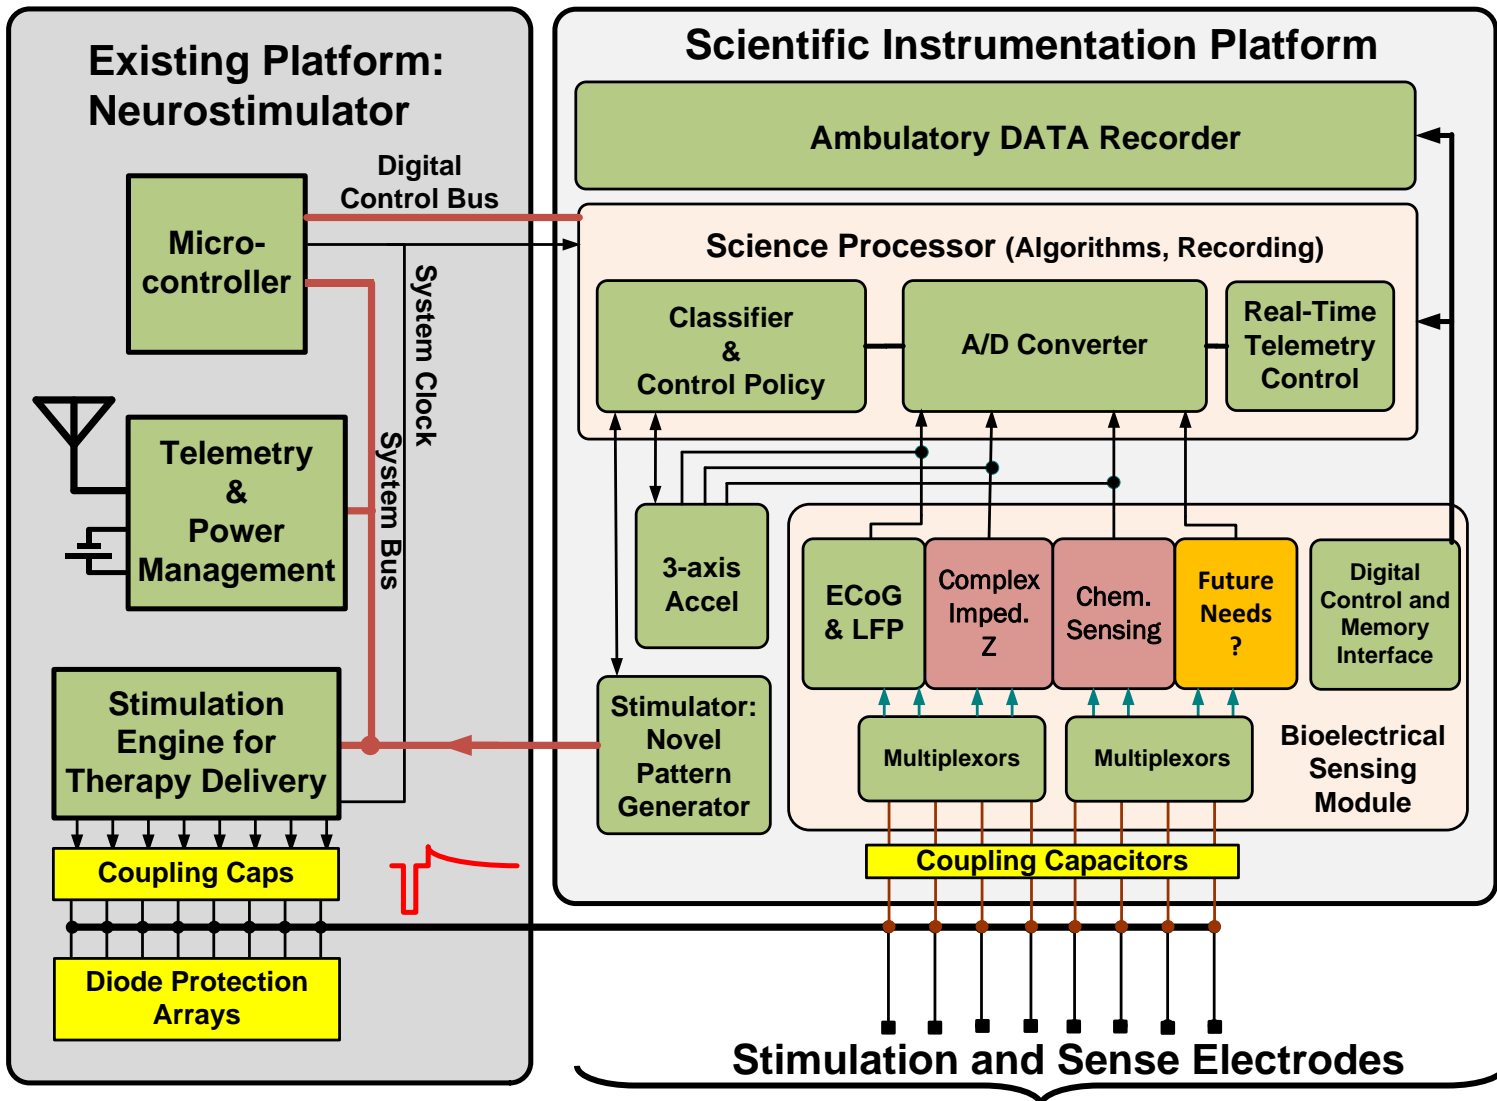 Existing Platform:
Neurostimulator
Digital
Control Bus
Micro-
controller
System Clock
System Bus
Telemetry
&
Power
Management
Stimulation
Engine for
Therapy Delivery
Coupling Caps
Diode Protection
Arrays
Scientific Instrumentation Platform
Ambulatory DATA Recorder
Science Processor (Algorithms, Recording)
Classifier
&
Control Policy
A/D Converter
Real-Time
Telemetry
Control
3-axis
Accel
Stimulator:
Novel
Pattern
Generator
ECoG
& LFP
Complex
Imped.
Z
Chem.
Sensing
Future
Needs
?
Digital
Control and
Memory
Interface
Multiplexors
Multiplexors
Bioelectrical
Sensing
Module
Coupling Capacitors
Stimulation and Sense Electrodes